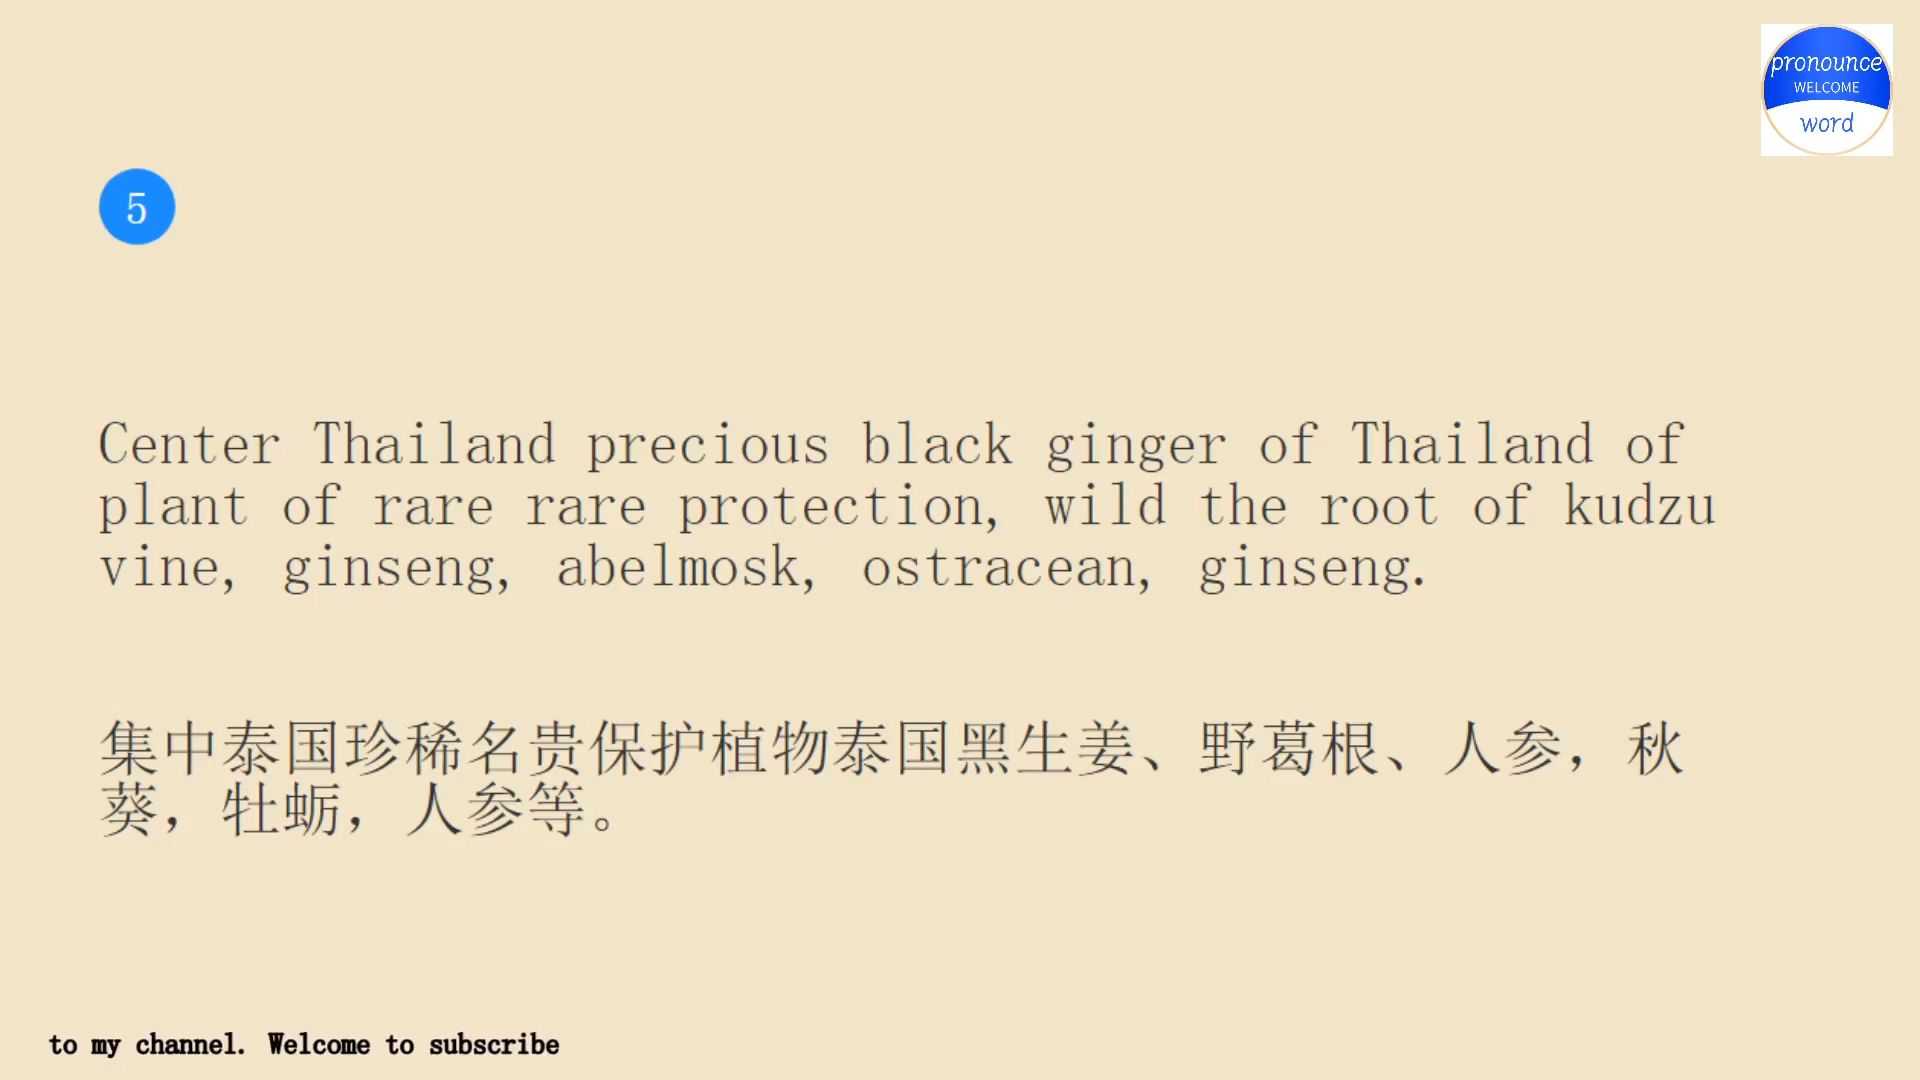 pronounce
WELCOME
word
5
Center Thailand precious black ginger of Thailand of
plant of rare rare protection, wild the root of kudzu
vine, ginseng, abelmosk, ostracean, ginseng.
集中泰国珍稀名贵保护植物泰国黑生姜、野葛根、人参，秋
葵，牡蛎，人参等。
to my channel. Welcome to subscribe